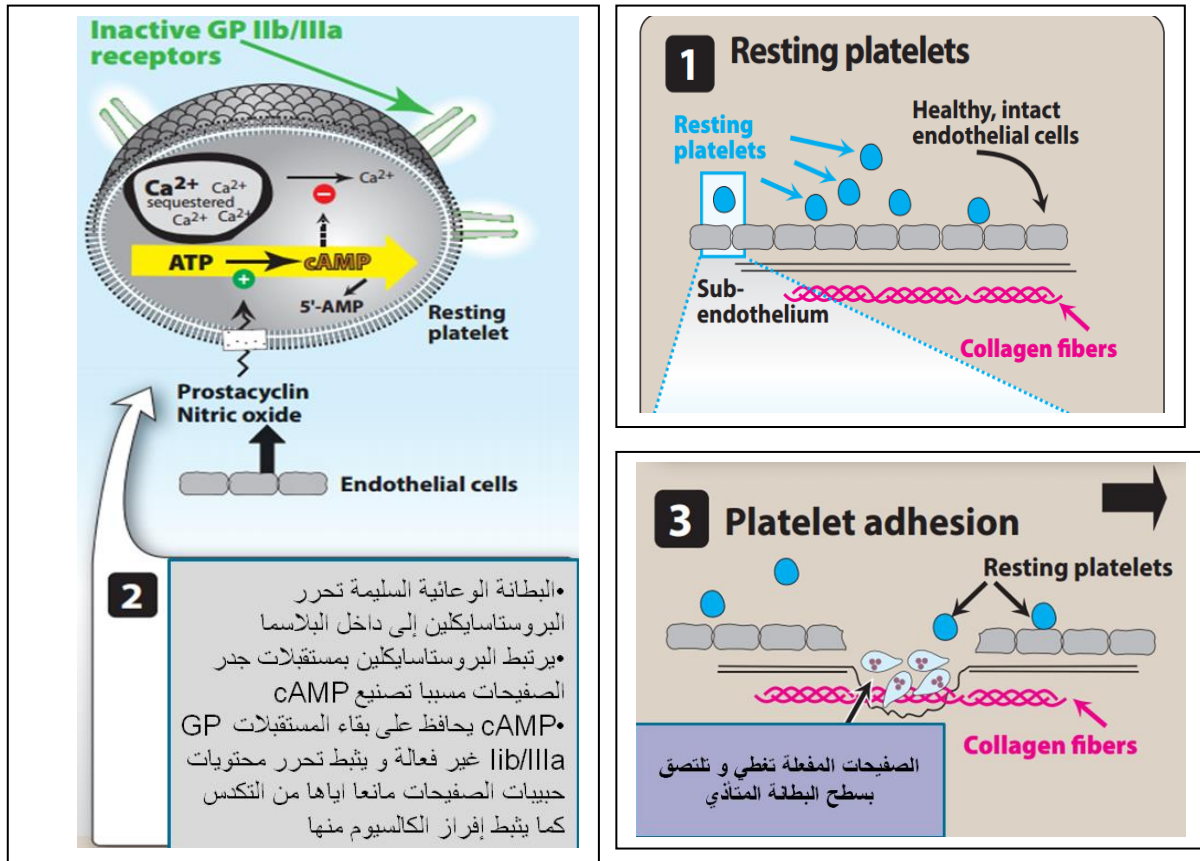 Inactive GP IIb/IIIa
receptors
Ca2+ Ca2+
sequestered
Ca2+ Ca2+
Ca2+
−
ATP
cAMP
+
5'-AMP
Resting
platelet
Prostacyclin
Nitric oxide
Endothelial cells
2
•البطانة الوعائية السليمة تحرر
البروستاسايكلين إلى داخل البلاسما
•يرتبط البروستاسايكلين بمستقبلات جدر
الصفيحات مسببا تصنيع cAMP
•cAMP يحافظ على بقاء المستقبلات GP
Iib/IIIa غير فعالة و يثبط تحرر محتويات
حبيبات الصفيحات مانعا اياها من التكدس
كما يثبط إفراز الكالسيوم منها
1 Resting platelets
Resting
platelets
Healthy, intact
endothelial cells
Sub-
endothelium
Collagen fibers
3 Platelet adhesion
Resting platelets
Collagen fibers
الصفيحات المفعلة تغطي و تلتصق
بسطح البطانة المتأذي